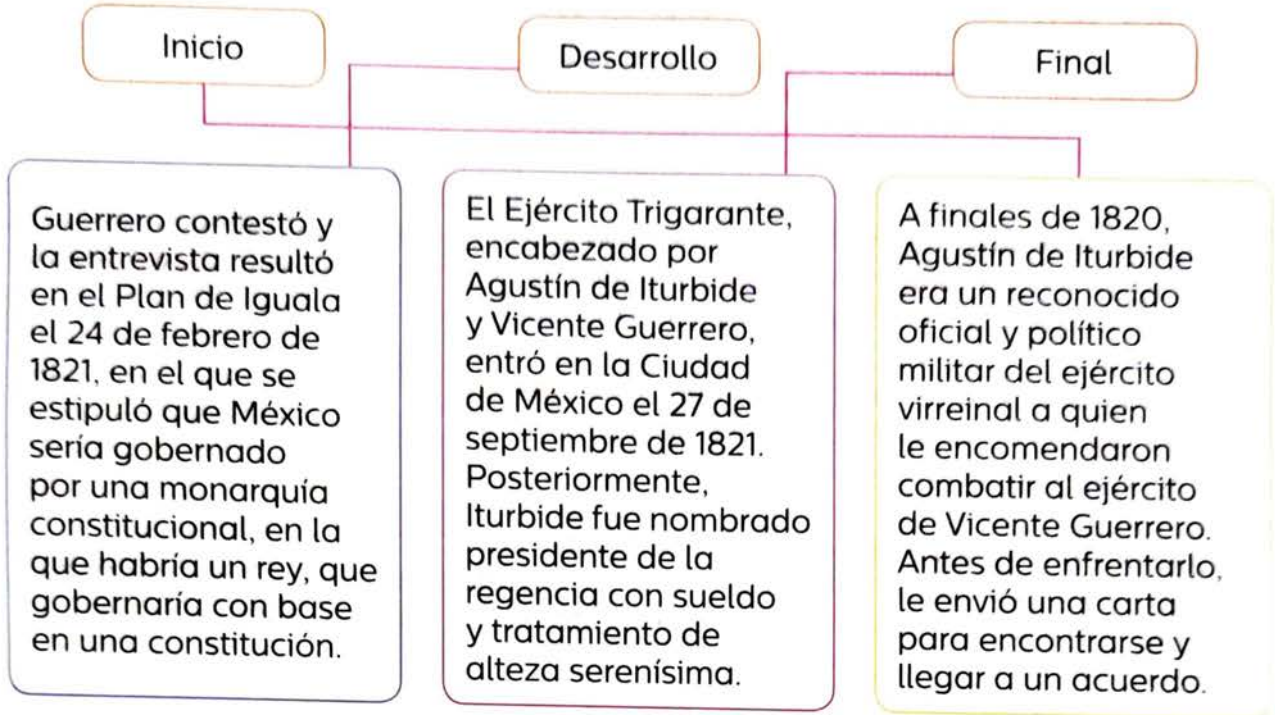 Inicio
Desarrollo
Final
Guerrero contestó y
la entrevista resultó
en el Plan de Iguala
el 24 de febrero de
1821, en el que se
estipuló que México
sería gobernado
por una monarquía
constitucional, en la
que habría un rey, que
gobernaría con base
en una constitución.
El Ejército Trigarante,
encabezado por
Agustín de Iturbide
y Vicente Guerrero,
entró en la Ciudad
de México el 27 de
septiembre de 1821.
Posteriormente,
Iturbide fue nombrado
presidente de la
regencia con sueldo
y tratamiento de
alteza serenísima.
A finales de 1820,
Agustín de Iturbide
era un reconocido
oficial y político
militar del ejército
virreinal a quien
le encomendaron
combatir al ejército
de Vicente Guerrero.
Antes de enfrentarlo,
le envió una carta
para encontrarse y
llegar a un acuerdo.